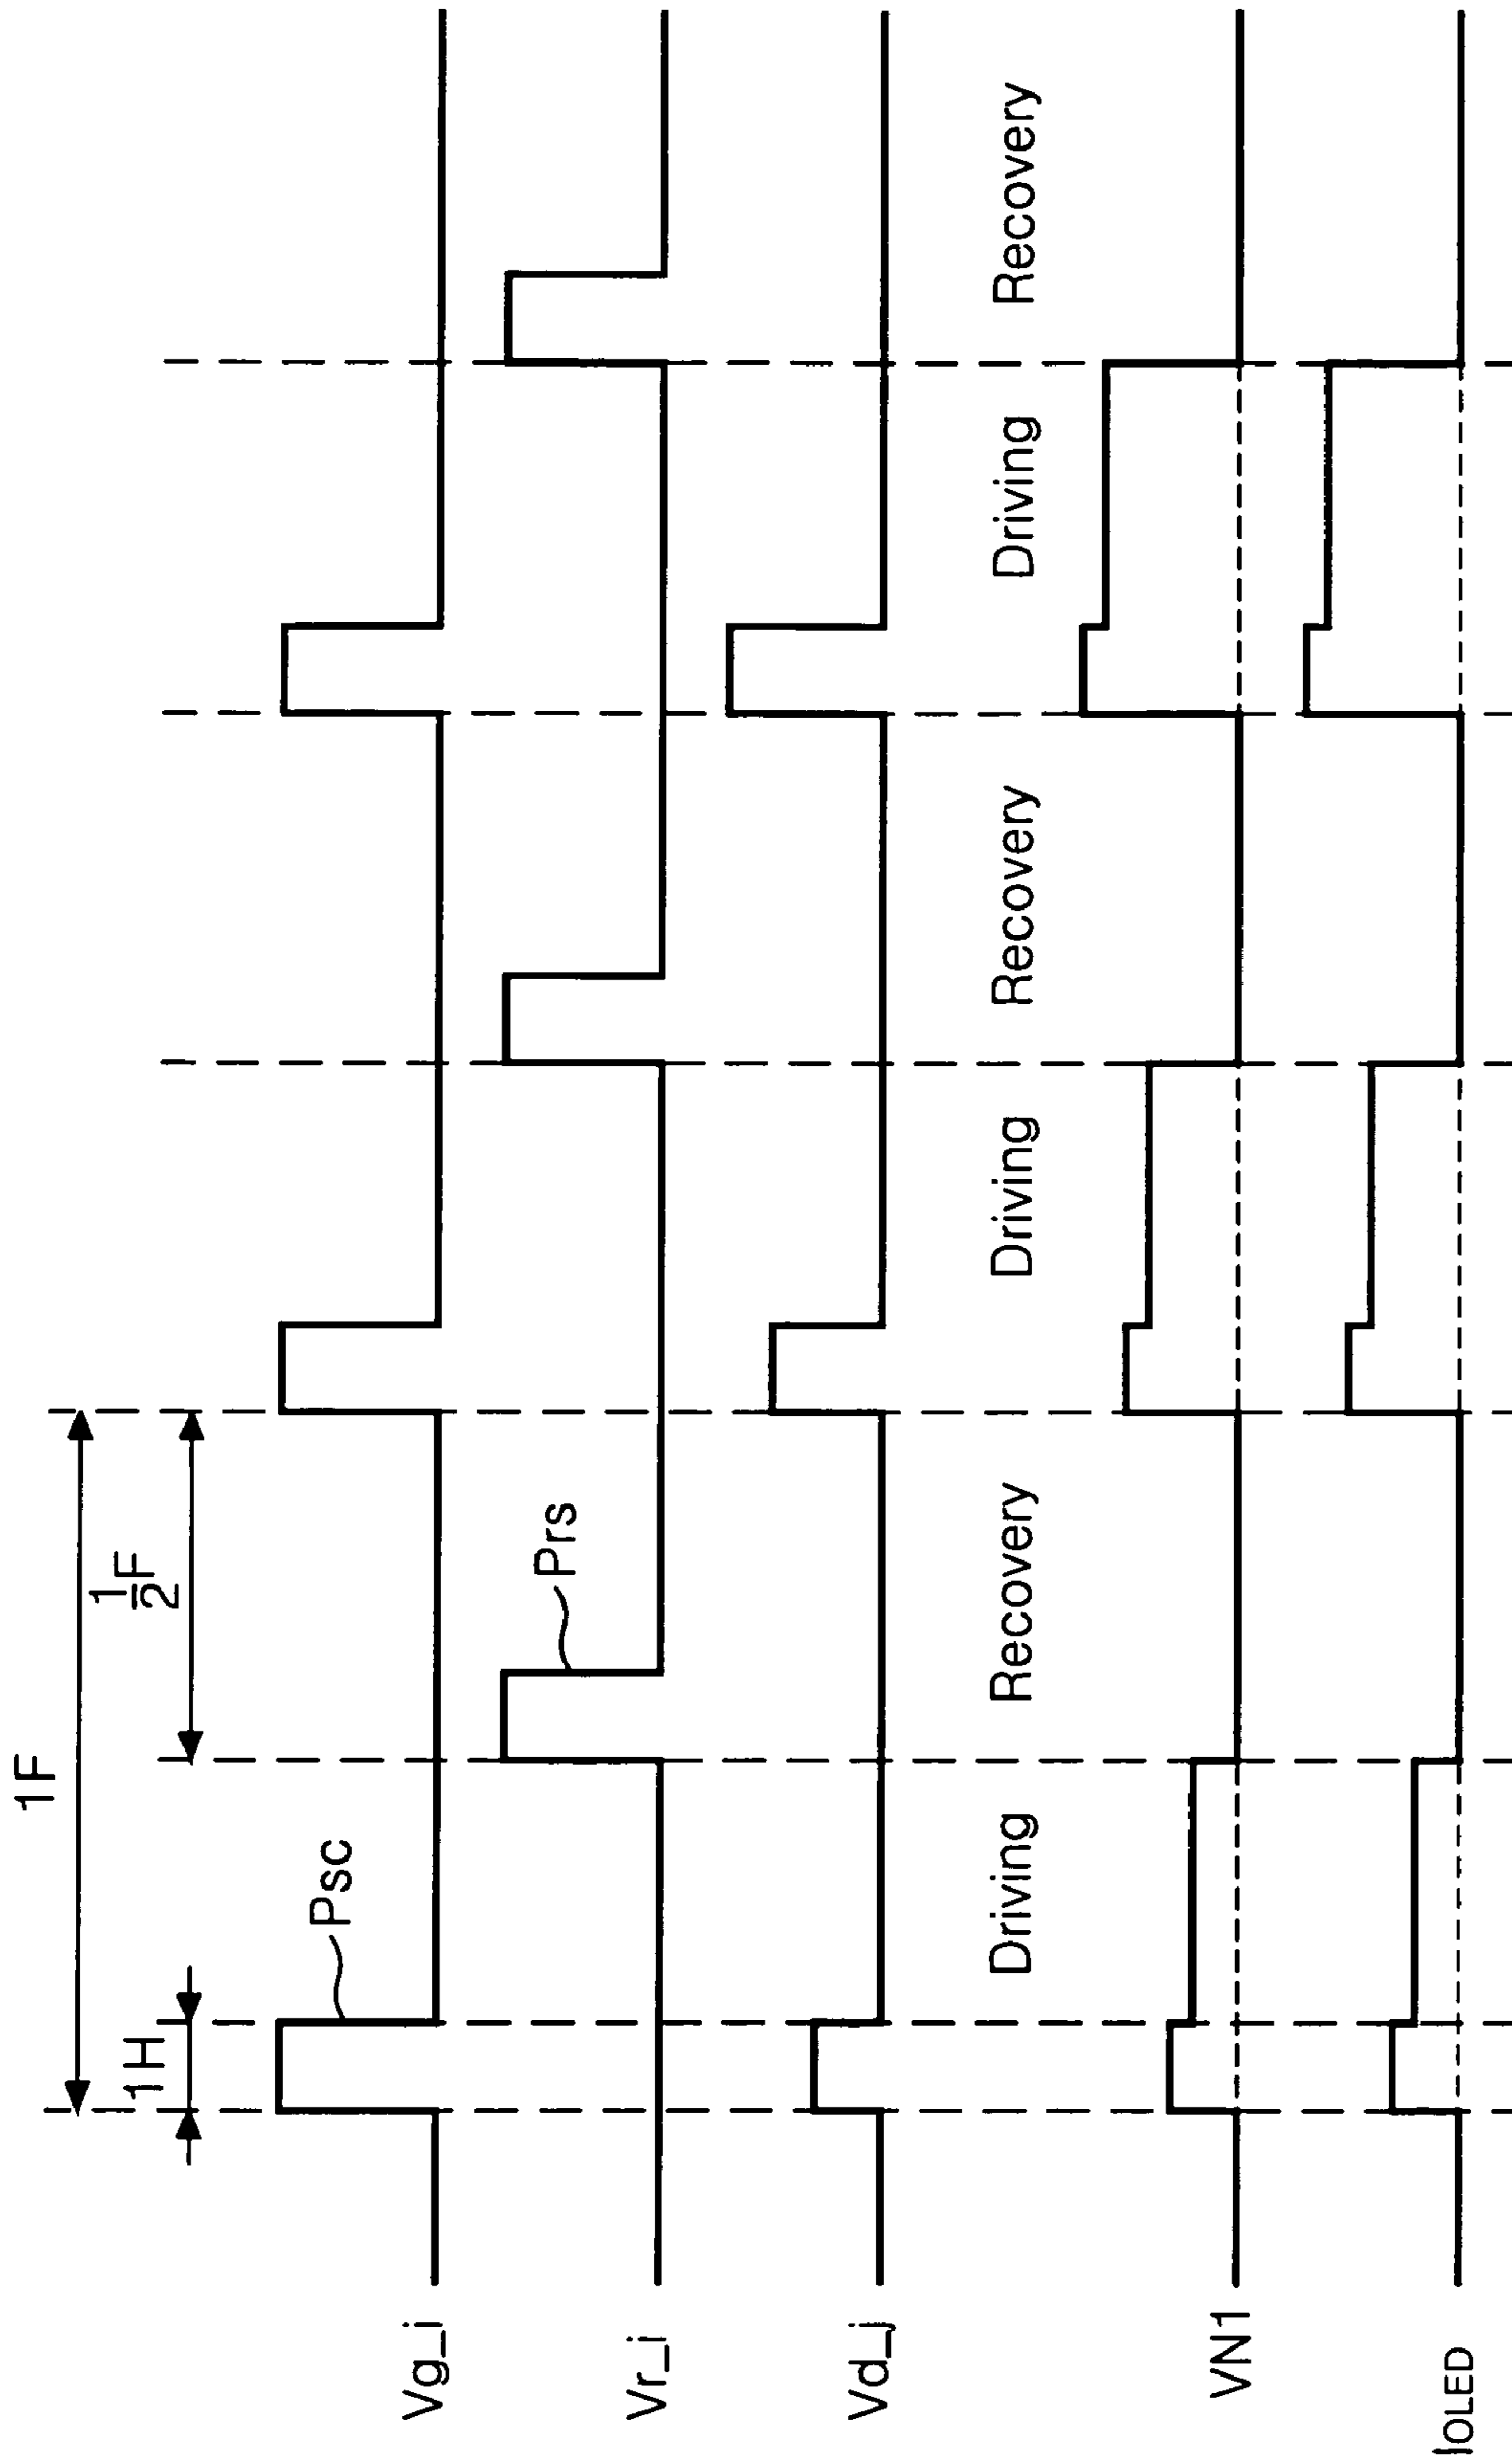 1F
1/2F
1H
Psc
Vg_i
Prs
Vr_i
Vd_j
Driving Recovery Driving Recovery Driving Recovery
VN1
IOLED